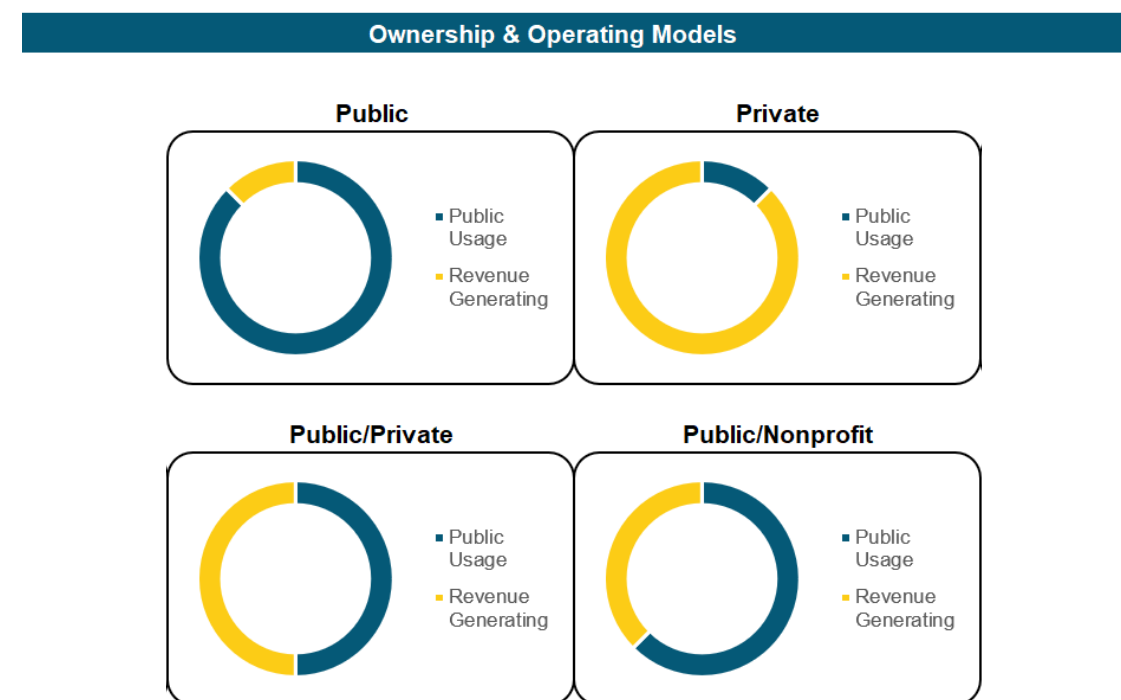 Ownership & Operating Models
Public
Public
Usage
Revenue
Generating
Private
Public
Usage
Revenue
Generating
Public/Private
Public
Usage
Revenue
Generating
Public/Nonprofit
Public
Usage
Revenue
Generating